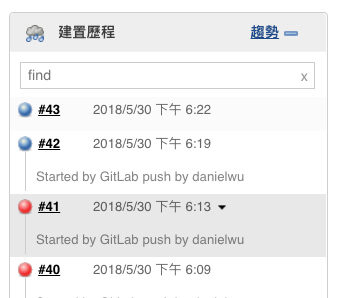 建置歷程 趨勢
find x
#43 2018/5/30 下午 6:22
#42 2018/5/30 下午 6:19
Started by GitLab push by danielwu
#41 2018/5/30 下午 6:13
Started by GitLab push by danielwu
#40 2018/5/30 下午 6:09